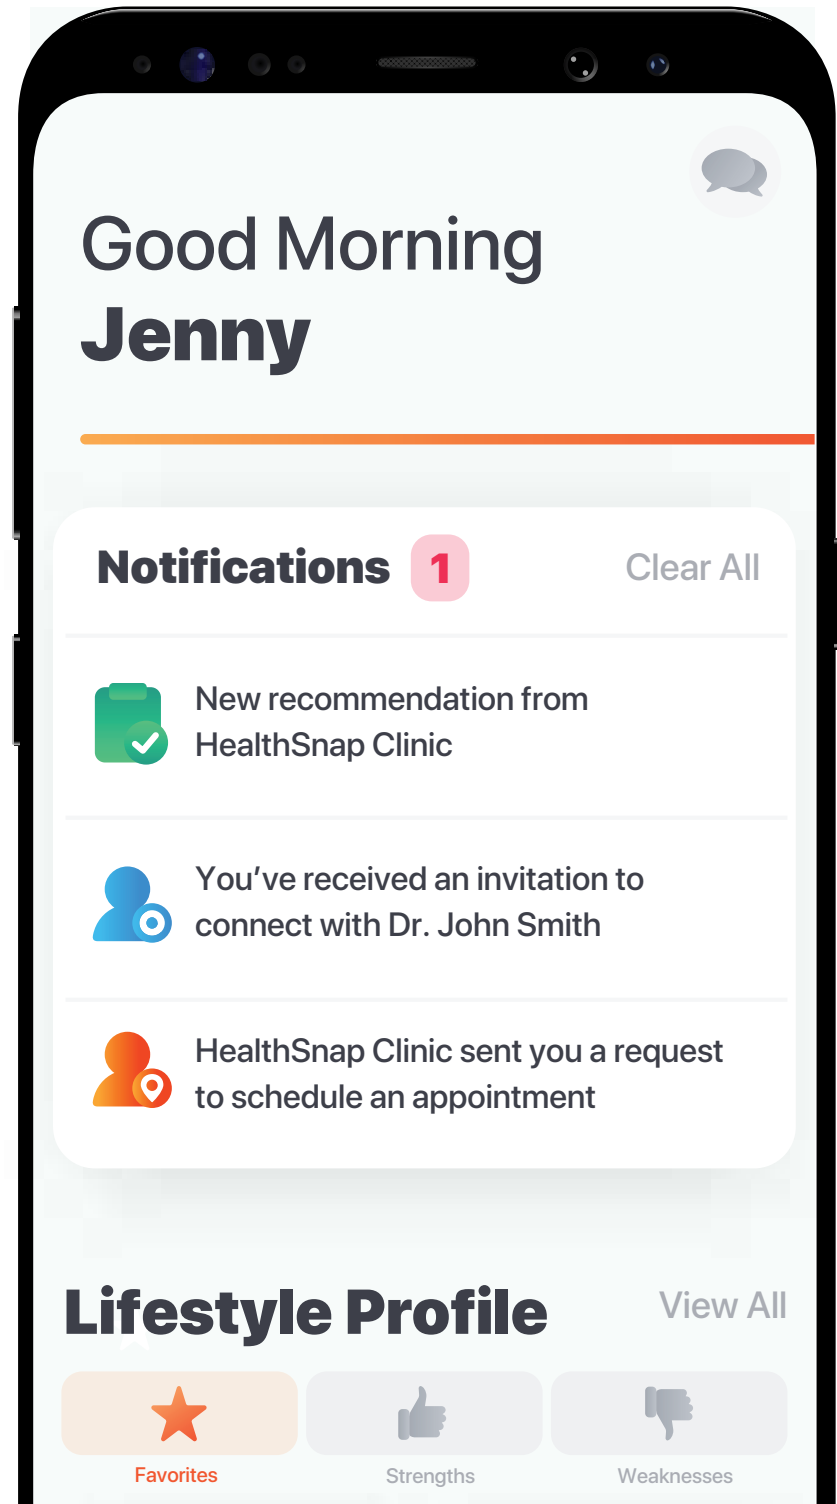 Good Morning
Jenny
Notifications 1 Clear All
New recommendation from
HealthSnap Clinic
You’ve received an invitation to
connect with Dr. John Smith
HealthSnap Clinic sent you a request
to schedule an appointment
Lifestyle Profile View All
Favorites Strengths Weaknesses